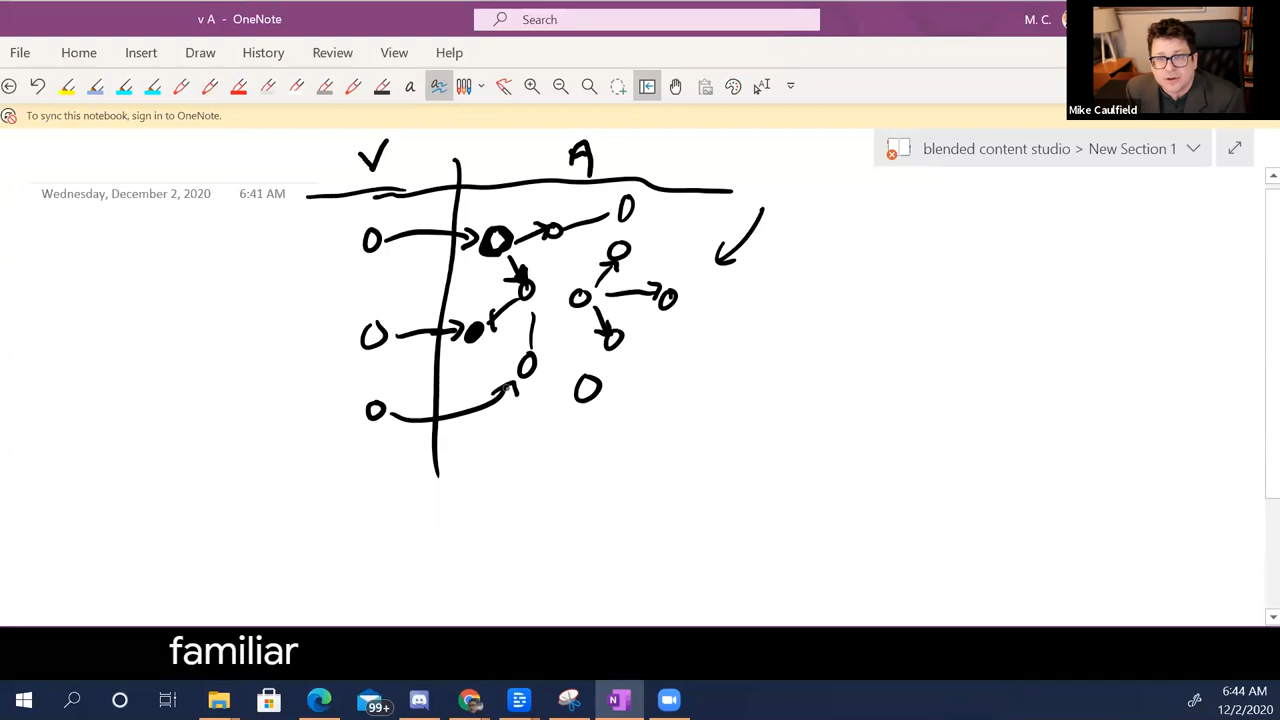 v A - OneNote
Search
M. C.
File Home Insert Draw History Review View Help
a
To sync this notebook, sign in to OneNote.
Mike Caulfield
blended content studio > New Section 1
V A
Wednesday, December 2, 2020 6:41 AM
familiar
99+
N
6:44 AM
12/2/2020